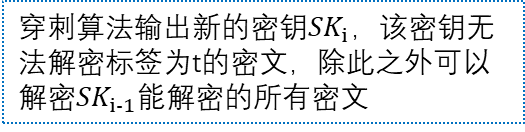 穿刺算法输出新的密钥SKi，该密钥无
法解密标签为t的密文，除此之外可以
解密SKi-1能解密的所有密文